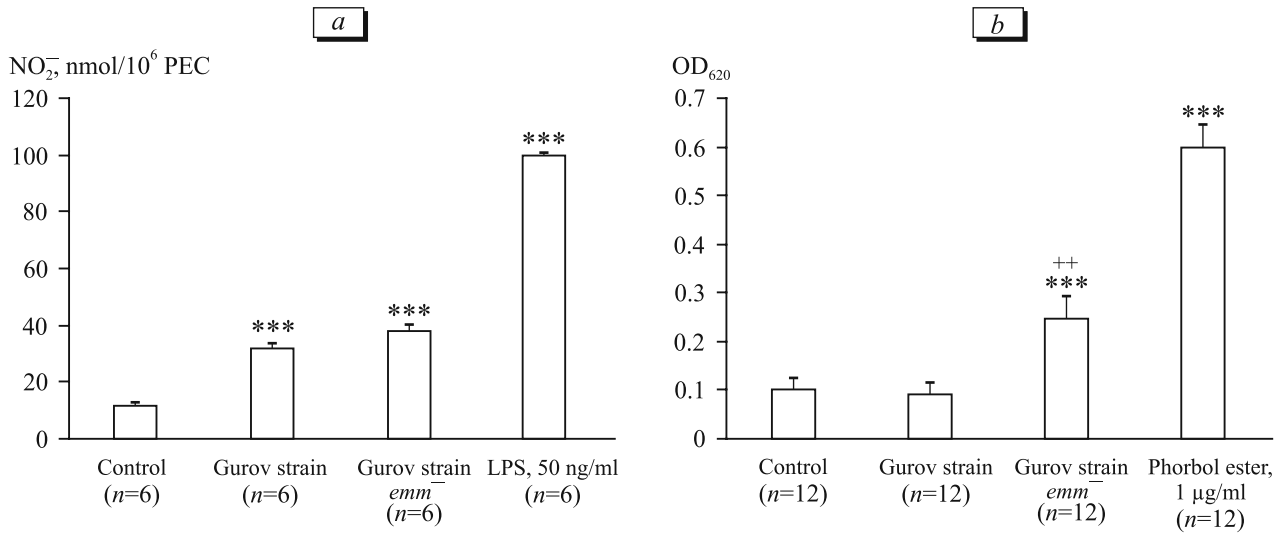 a
NO₂⁻, nmol/10⁶ PEC
120
100
80
60
40
20
0
***
***
***
Control
(n=6)
Gurov strain
(n=6)
Gurov strain
emm⁻
(n=6)
LPS, 50 ng/ml
(n=6)
b
OD₆₂₀
0.7
0.6
0.5
0.4
0.3
0.2
0.1
0
++
***
***
Control
(n=12)
Gurov strain
(n=12)
Gurov strain
emm⁻
(n=12)
Phorbol ester,
1 µg/ml
(n=12)